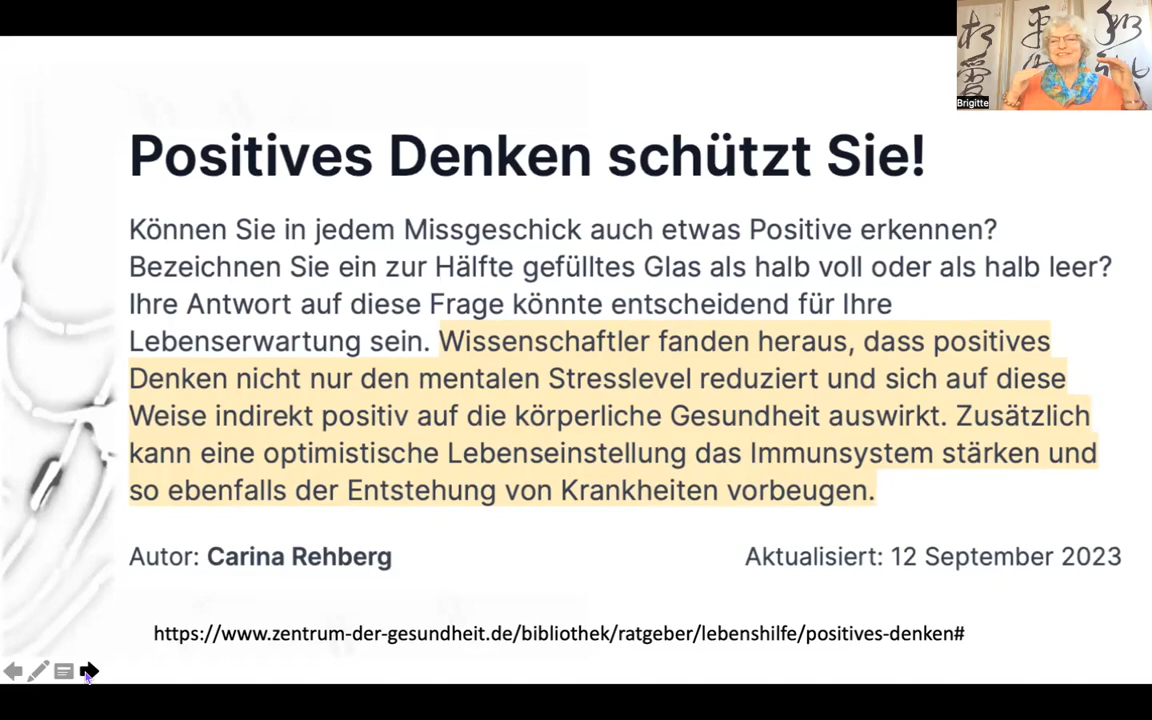 Brigitte
Positives Denken schützt Sie!
Können Sie in jedem Missgeschick auch etwas Positive erkennen?
Bezeichnen Sie ein zur Hälfte gefülltes Glas als halb voll oder als halb leer?
Ihre Antwort auf diese Frage könnte entscheidend für Ihre
Lebenserwartung sein. Wissenschaftler fanden heraus, dass positives
Denken nicht nur den mentalen Stresslevel reduziert und sich auf diese
Weise indirekt positiv auf die körperliche Gesundheit auswirkt. Zusätzlich
kann eine optimistische Lebenseinstellung das Immunsystem stärken und
so ebenfalls der Entstehung von Krankheiten vorbeugen.
Autor: Carina Rehberg
Aktualisiert: 12 September 2023
https://www.zentrum-der-gesundheit.de/bibliothek/ratgeber/lebenshilfe/positives-denken#